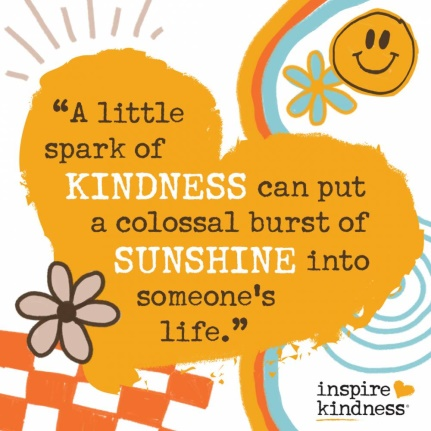 “A little
spark of
KINDNESS can put
a colossal burst of
SUNSHINE into
someone's
life.”
inspire
kindness®